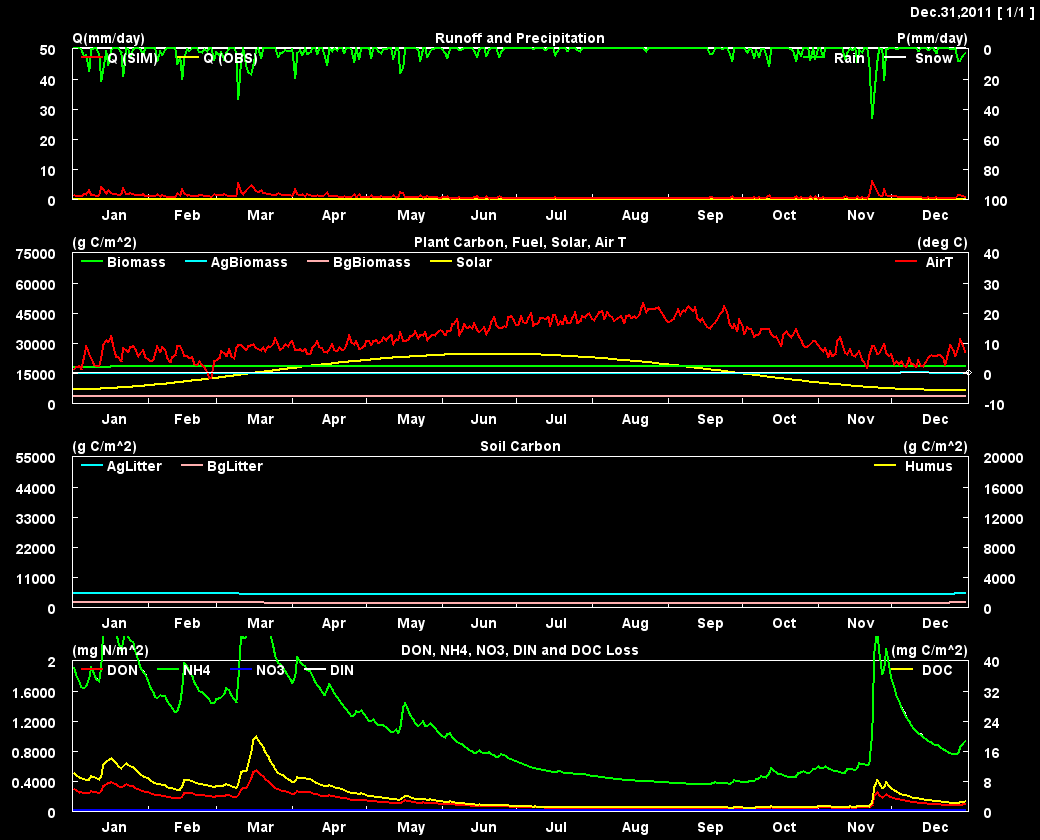 Dec.31,2011 [ 1/1 ]
Q(mm/day) Runoff and Precipitation P(mm/day)
50 0
Q (SIM) Q (OBS) Rain Snow
40 20
30 40
20 60
10 80
0 100
Jan Feb Mar Apr May Jun Jul Aug Sep Oct Nov Dec
(g C/m^2) Plant Carbon, Fuel, Solar, Air T (deg C)
75000 40
Biomass AgBiomass BgBiomass Solar AirT
60000 30
45000 20
30000 10
15000 0
0 -10
Jan Feb Mar Apr May Jun Jul Aug Sep Oct Nov Dec
(g C/m^2) Soil Carbon (g C/m^2)
55000 20000
AgLitter BgLitter Humus
44000 16000
33000 12000
22000 8000
11000 4000
0 0
Jan Feb Mar Apr May Jun Jul Aug Sep Oct Nov Dec
(mg N/m^2) DON, NH4, NO3, DIN and DOC Loss (mg C/m^2)
2 40
DON NH4 NO3 DIN DOC
1.6000 32
1.2000 24
0.8000 16
0.4000 8
0 0
Jan Feb Mar Apr May Jun Jul Aug Sep Oct Nov Dec